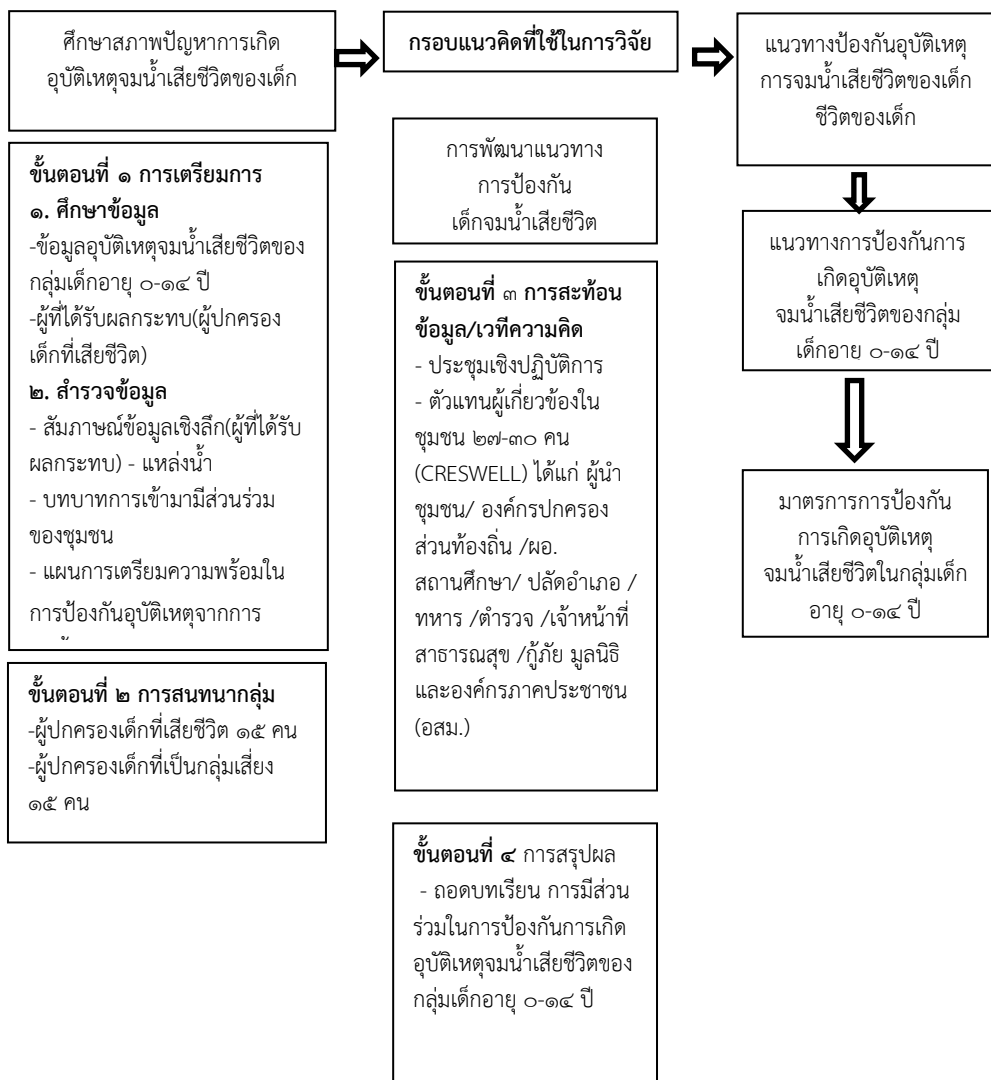 ศึกษาสภาพปัญหาการเกิด
อุบัติเหตุจมน้ำเสียชีวิตของเด็ก
ขั้นตอนที่ ๑ การเตรียมการ
๑. ศึกษาข้อมูล
-ข้อมูลอุบัติเหตุจมน้ำเสียชีวิตของ
กลุ่มเด็กอายุ ๐-๑๔ ปี
-ผู้ที่ได้รับผลกระทบ(ผู้ปกครอง
เด็กที่เสียชีวิต)
๒. สำรวจข้อมูล
- สัมภาษณ์ข้อมูลเชิงลึก(ผู้ที่ได้รับ
ผลกระทบ) - แหล่งน้ำ
- บทบาทการเข้ามามีส่วนร่วม
ของชุมชน
- แผนการเตรียมความพร้อมใน
การป้องกันอุบัติเหตุจากการ
ขั้นตอนที่ ๒ การสนทนากลุ่ม
-ผู้ปกครองเด็กที่เสียชีวิต ๑๕ คน
-ผู้ปกครองเด็กที่เป็นกลุ่มเสี่ยง
๑๕ คน
กรอบแนวคิดที่ใช้ในการวิจัย
การพัฒนาแนวทาง
การป้องกัน
เด็กจมน้ำเสียชีวิต
ขั้นตอนที่ ๓ การสะท้อน
ข้อมูล/เวทีความคิด
- ประชุมเชิงปฏิบัติการ
- ตัวแทนผู้เกี่ยวข้องใน
ชุมชน ๒๗-๓๐ คน
(CRESWELL) ได้แก่ ผู้นำ
ชุมชน/ องค์กรปกครอง
ส่วนท้องถิ่น /ผอ.
สถานศึกษา/ ปลัดอำเภอ /
ทหาร /ตำรวจ /เจ้าหน้าที่
สาธารณสุข /กู้ภัย มูลนิธิ
และองค์กรภาคประชาชน
(อสม.)
ขั้นตอนที่ ๔ การสรุปผล
- ถอดบทเรียน การมีส่วน
ร่วมในการป้องกันการเกิด
อุบัติเหตุจมน้ำเสียชีวิตของ
กลุ่มเด็กอายุ ๐-๑๔ ปี
แนวทางป้องกันอุบัติเหตุ
การจมน้ำเสียชีวิตของเด็ก
ชีวิตของเด็ก
แนวทางการป้องกันการ
เกิดอุบัติเหตุ
จมน้ำเสียชีวิตของกลุ่ม
เด็กอาย ๐-๑๔ ปี
มาตรการการป้องกัน
การเกิดอุบัติเหตุ
จมน้ำเสียชีวิตในกลุ่มเด็ก
อายุ ๐-๑๔ ปี